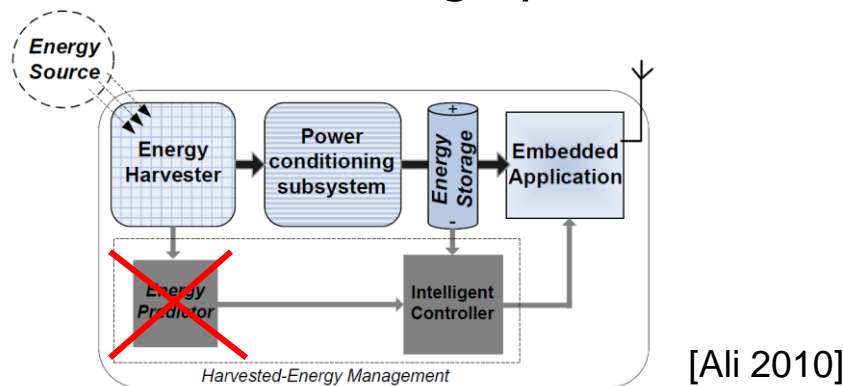 Energy
Source
Energy
Harvester
Power
conditioning
subsystem
+
Energy
Storage
-
Embedded
Application
Energy
Predictor
Intelligent
Controller
Harvested-Energy Management
[Ali 2010]